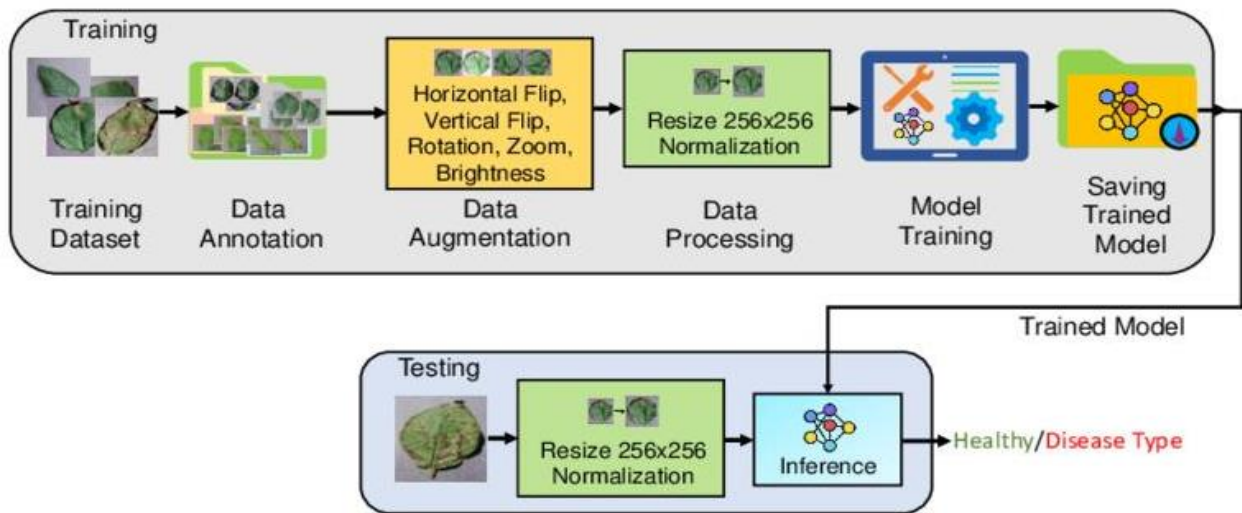 Training
Horizontal Flip,
Vertical Flip,
Rotation, Zoom,
Brightness
Resize 256x256
Normalization
Training
Dataset
Data
Annotation
Data
Augmentation
Data
Processing
Model
Training
Saving
Trained
Model
Trained Model
Testing
Resize 256x256
Normalization
Inference
Healthy/Disease Type